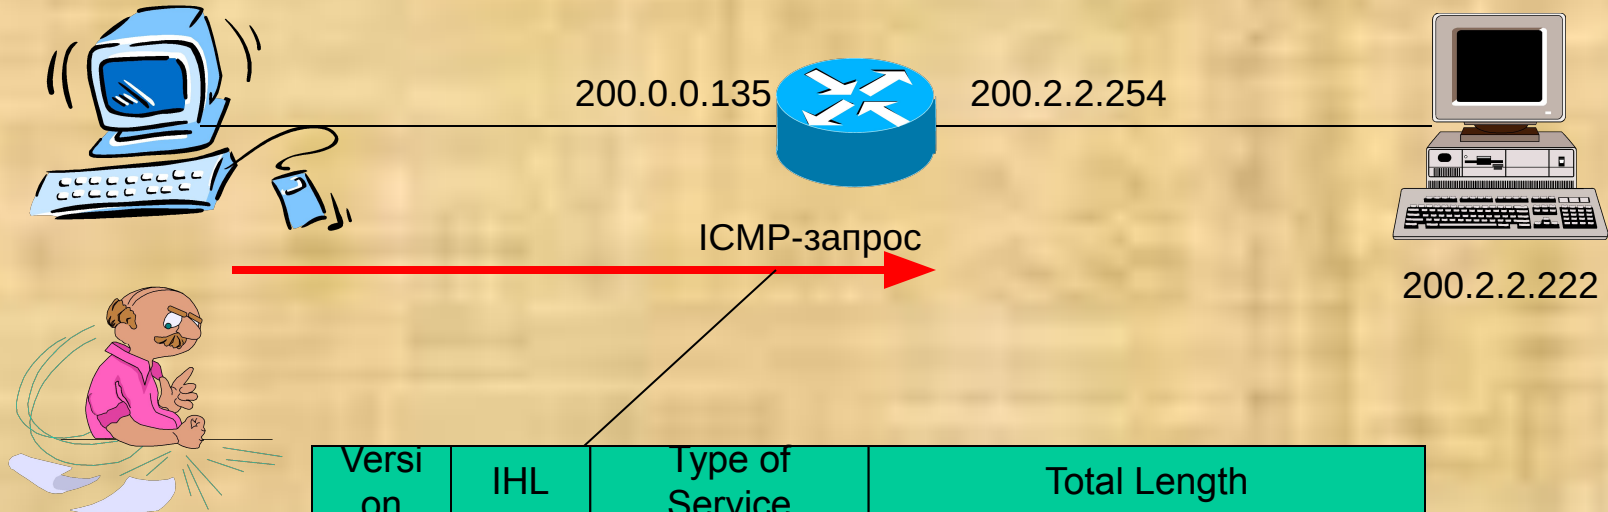 200.0.0.135
200.2.2.254
ICMP-запрос
200.2.2.222
Versi
on
IHL
Type of
Service
Total Length